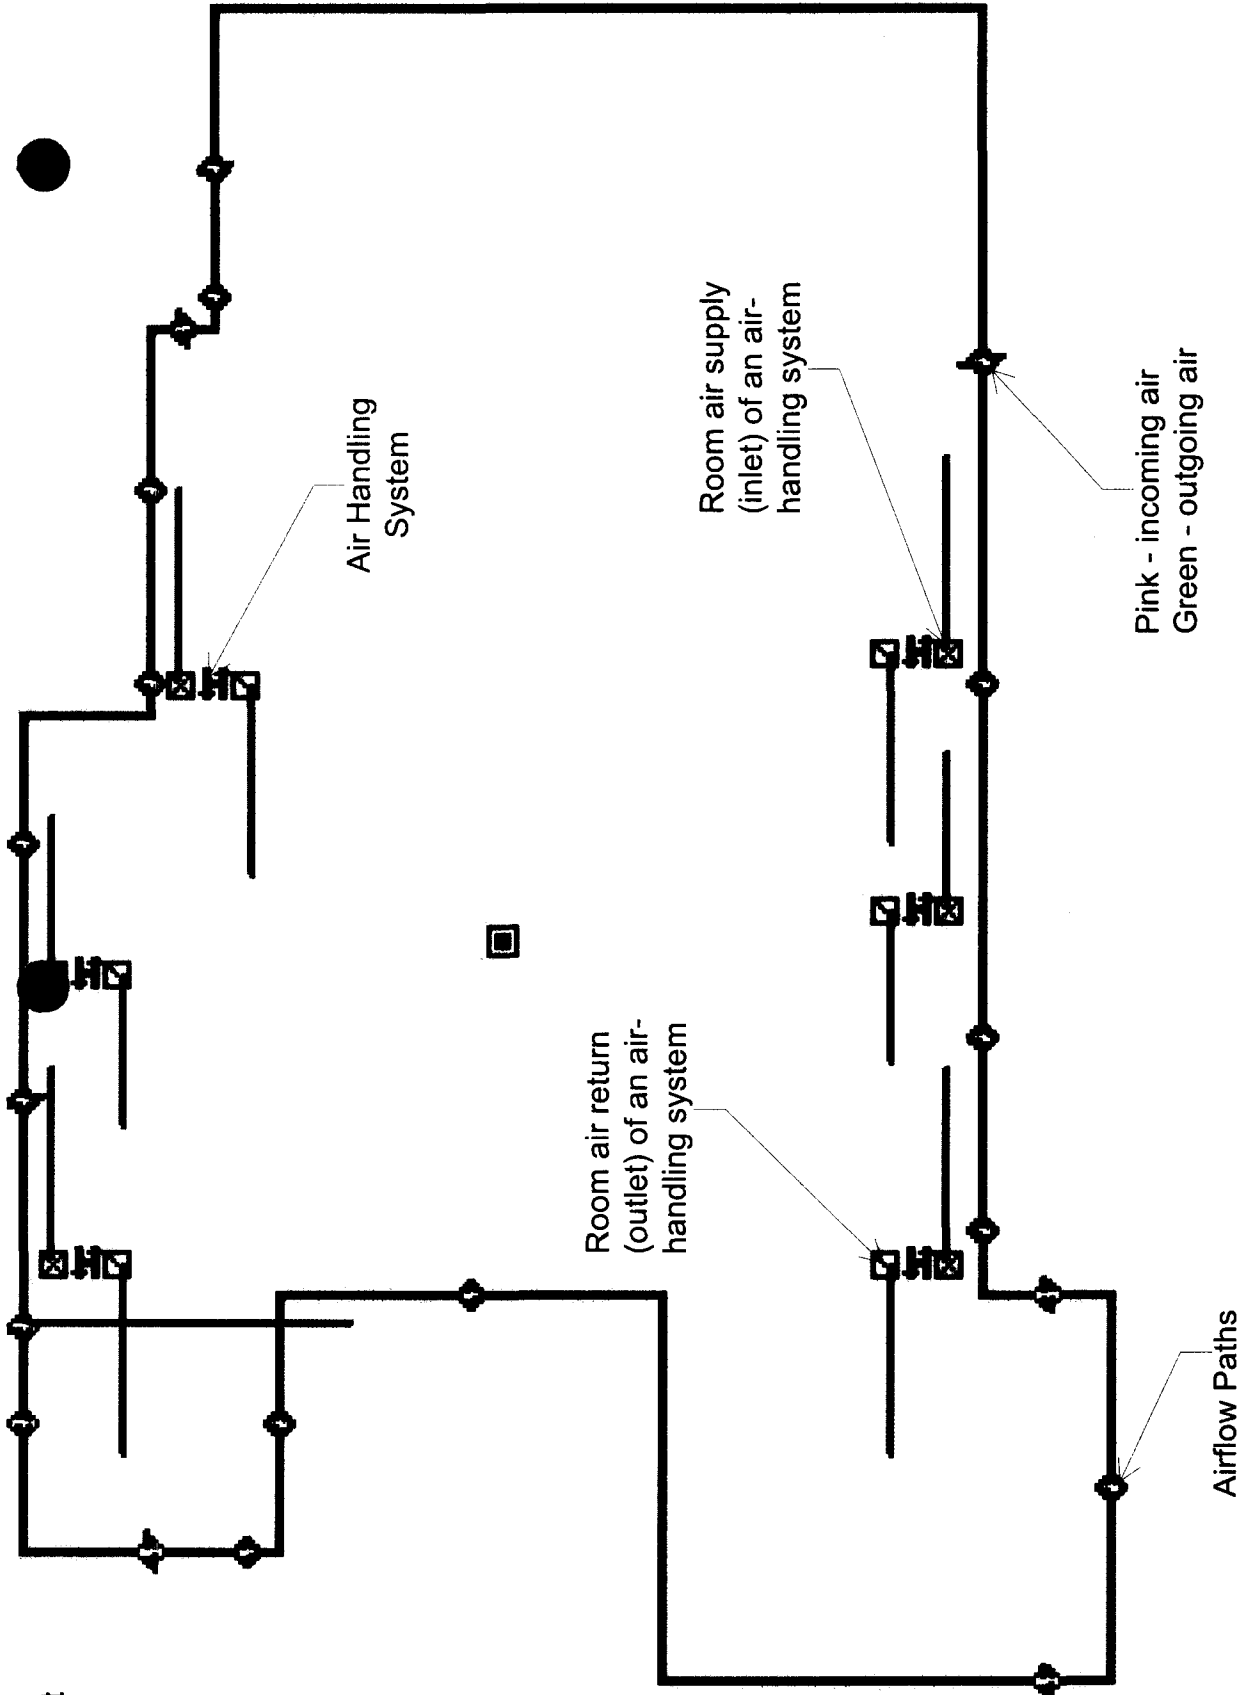 Air Handling
System
Room air supply
(inlet) of an air-
handling system
Pink - incoming air
Green - outgoing air
Room air return
(outlet) of an air-
handling system
Airflow Paths